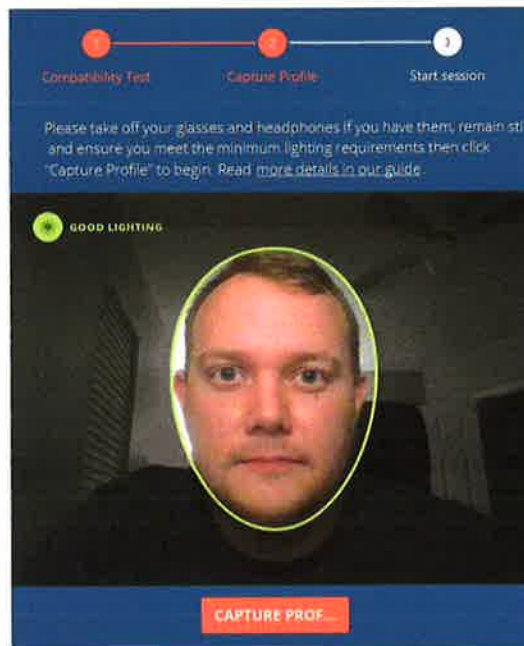 1 2 3
Compatibility Test Capture Profile Start session
Please take off your glasses and headphones if you have them, remain sti
and ensure you meet the minimum lighting requirements then click
"Capture Profile" to begin. Read more details in our guide.
GOOD LIGHTING
CAPTURE PROF...